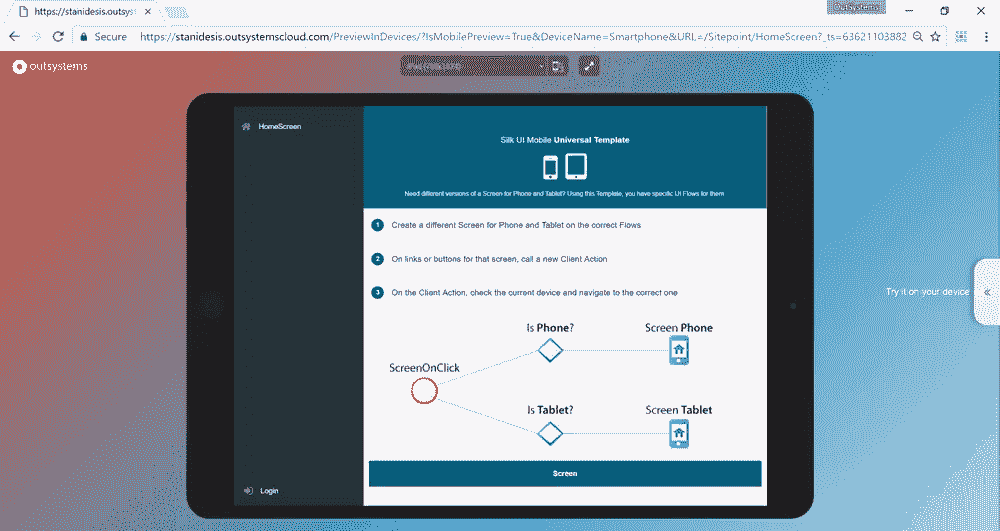 https://stanidesis.outsys
OutSystems
Secure https://stanidesis.outsystemscloud.com/PreviewInDevices/?IsMobilePreview=True&DeviceName=Smartphone&URL=/Sitepoint/HomeScreen?_ts=63621103882
outsystems
HomeScreen
Silk UI Mobile Universal Template
Need different versions of a Screen for Phone and Tablet? Using this Template, you have specific UI Flows for them
1 Create a different Screen for Phone and Tablet on the correct Flows
2 On links or buttons for that screen, call a new Client Action
3 On the Client Action, check the current device and navigate to the correct one
Try it on your device
Is Phone? Screen Phone
ScreenOnClick
Is Tablet? Screen Tablet
Screen
Login